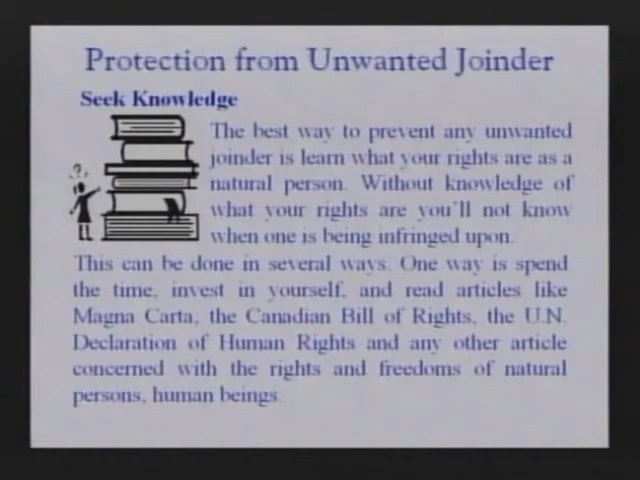 Protection from Unwanted Joinder
Seek Knowledge
The best way to prevent any unwanted
joinder is learn what your rights are as a
natural person. Without knowledge of
what your rights are you'll not know
when one is being infringed upon.
This can be done in several ways. One way is spend
the time, invest in yourself, and read articles like
Magna Carta, the Canadian Bill of Rights, the U.N.
Declaration of Human Rights and any other article
concerned with the rights and freedoms of natural
persons, human beings.
??